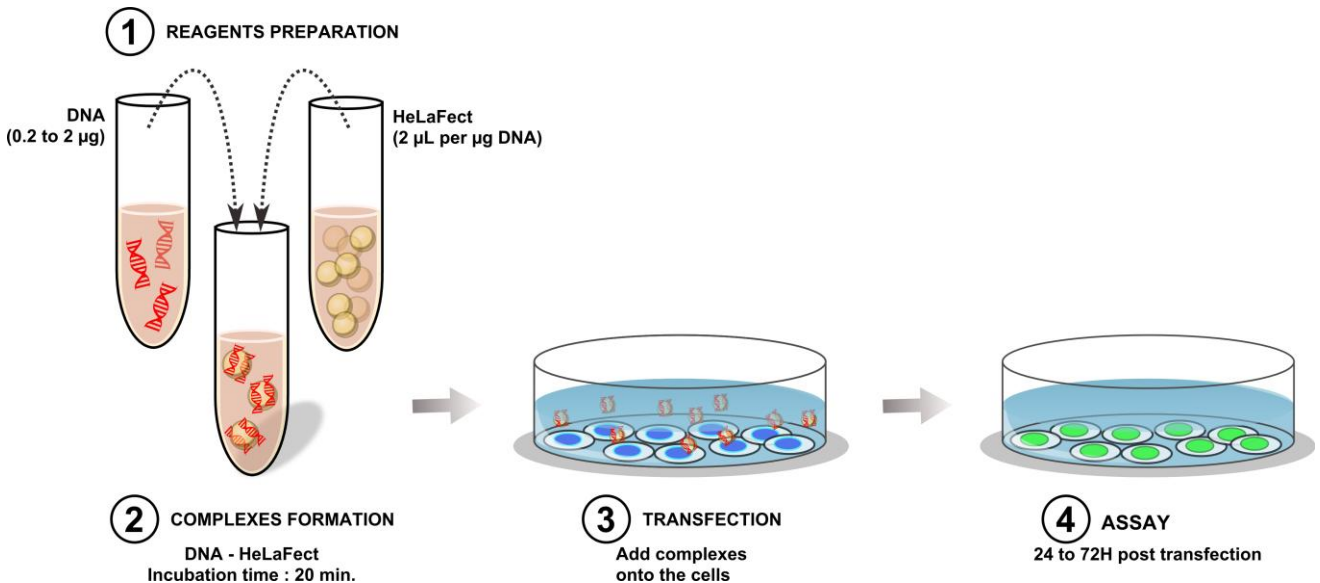 1 REAGENTS PREPARATION
DNA
(0.2 to 2 µg)
HeLaFect
(2 µL per µg DNA)
2 COMPLEXES FORMATION
DNA - HeLaFect
Incubation time : 20 min.
3 TRANSFECTION
Add complexes
onto the cells
4 ASSAY
24 to 72H post transfection